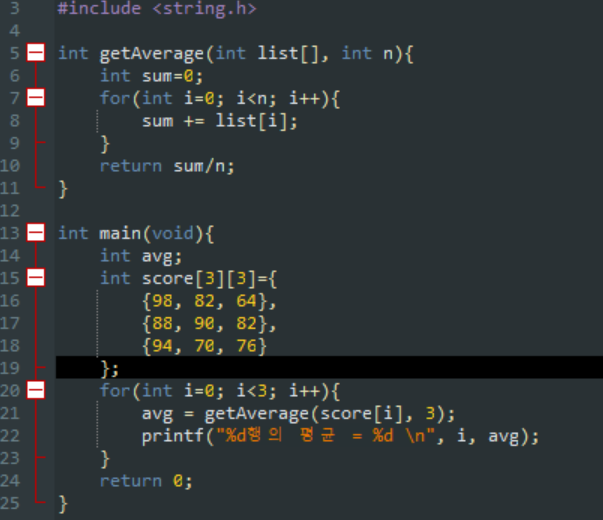 3 #include <string.h>
4
5 int getAverage(int list[], int n){
6     int sum=0;
7     for(int i=0; i<n; i++){
8         sum += list[i];
9     }
10     return sum/n;
11 }
12
13 int main(void){
14     int avg;
15     int score[3][3]={
16         {98, 82, 64},
17         {88, 90, 82},
18         {94, 70, 76}
19     };
20     for(int i=0; i<3; i++){
21         avg = getAverage(score[i], 3);
22         printf("%d행의 평균 = %d \n", i, avg);
23     }
24     return 0;
25 }